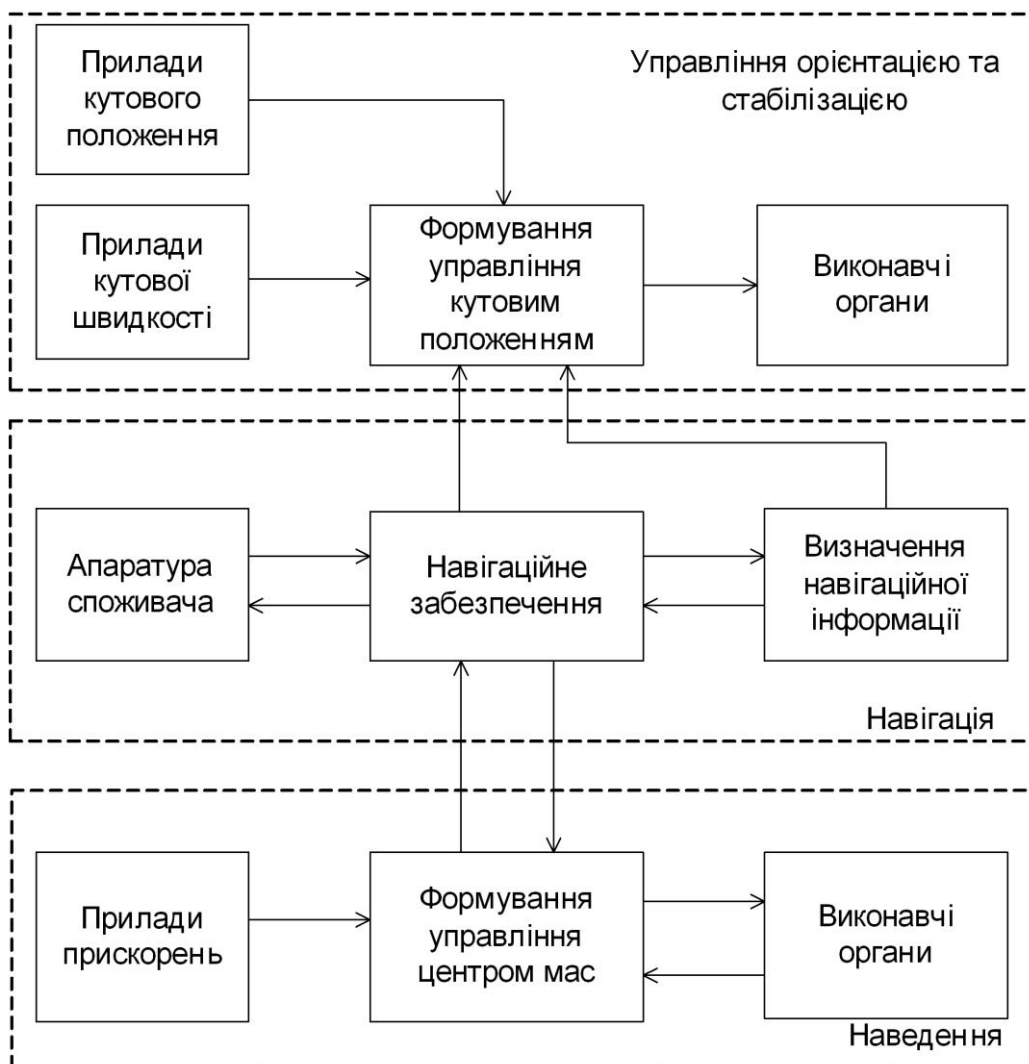 Прилади
кутового
положення
Управління орієнтацією та
стабілізацією
Прилади
кутової
швидкості
Формування
управління
кутовим
положенням
Виконавчі
органи
Апаратура
споживача
Навігаційне
забезпечення
Визначення
навігаційної
інформації
Навігація
Прилади
прискорень
Формування
управління
центром мас
Виконавчі
органи
Наведення